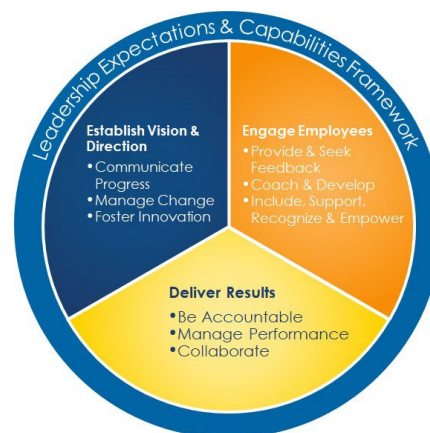 Leadership Expectations & Capabilities Framework
Establish Vision &
Direction
•Communicate
Progress
•Manage Change
•Foster Innovation
Engage Employees
•Provide & Seek
Feedback
•Coach & Develop
•Include, Support,
Recognize & Empower
Deliver Results
•Be Accountable
•Manage Performance
•Collaborate